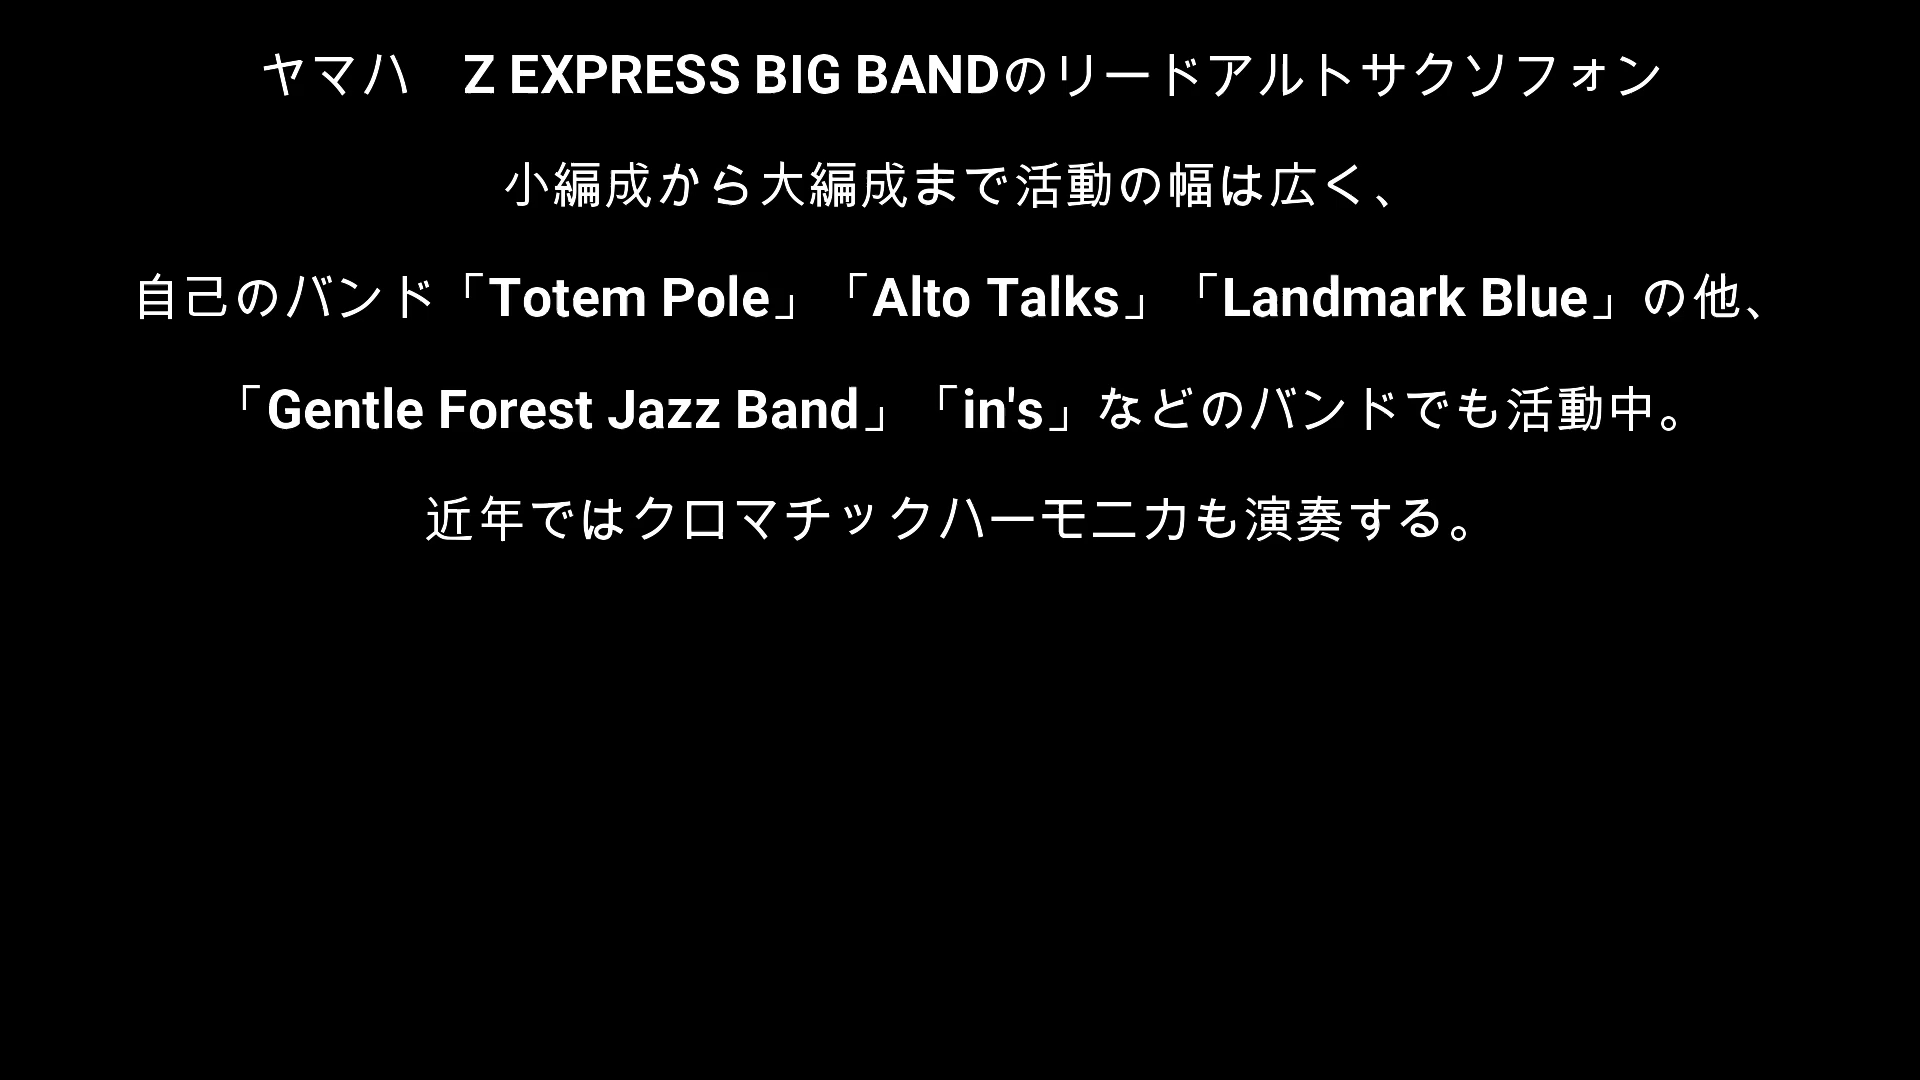 ヤマハ　Z EXPRESS BIG BANDのリードアルトサクソフォン
小編成から大編成まで活動の幅は広く、
自己のバンド「Totem Pole」「Alto Talks」「Landmark Blue」の他、
「Gentle Forest Jazz Band」「in's」などのバンドでも活動中。
近年ではクロマチックハーモニカも演奏する。